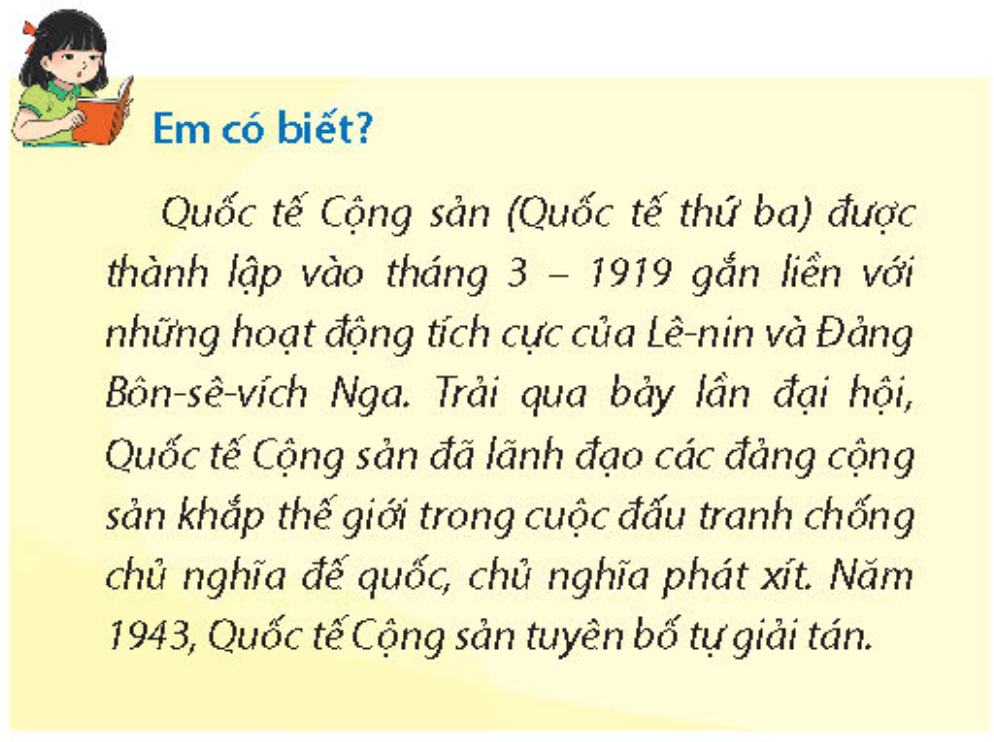 Em có biết?
Quốc tế Cộng sản (Quốc tế thứ ba) được
thành lập vào tháng 3 – 1919 gắn liền với
những hoạt động tích cực của Lê-nin và Đảng
Bôn-sê-vích Nga. Trải qua bảy lần đại hội,
Quốc tế Cộng sản đã lãnh đạo các đảng cộng
sản khắp thế giới trong cuộc đấu tranh chống
chủ nghĩa đế quốc, chủ nghĩa phát xít. Năm
1943, Quốc tế Cộng sản tuyên bố tự giải tán.